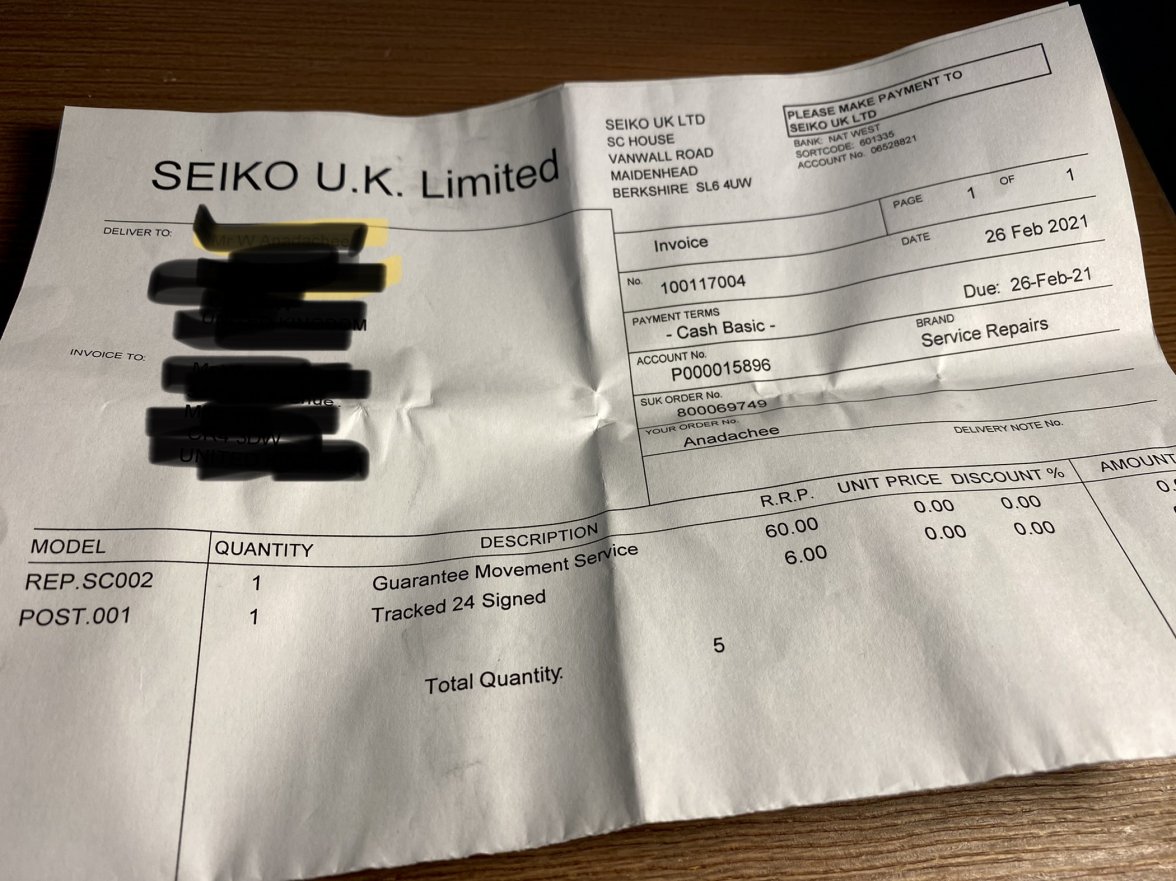 SEIKO U.K. Limited
SEIKO UK LTD
SC HOUSE
VANWALL ROAD
MAIDENHEAD
BERKSHIRE SL6 4UW
PLEASE MAKE PAYMENT TO
SEIKO UK LTD
BANK: NAT WEST
SORTCODE: 601335
ACCOUNT No. 06528821
PAGE 1 OF 1
Invoice
DATE 26 Feb 2021
No. 100117004
Due: 26-Feb-21
PAYMENT TERMS
- Cash Basic -
BRAND
Service Repairs
ACCOUNT No.
P000015896
SUK ORDER No.
800069749
YOUR ORDER No.
Anadachee
DELIVERY NOTE No.
DELIVER TO:
Mr W Anadachee
INVOICE TO:
UNITED
MODEL QUANTITY DESCRIPTION R.R.P. UNIT PRICE DISCOUNT % AMOUNT
REP.SC002 1 Guarantee Movement Service 60.00 0.00 0.00
POST.001 1 Tracked 24 Signed 6.00 0.00 0.00
Total Quantity: 5